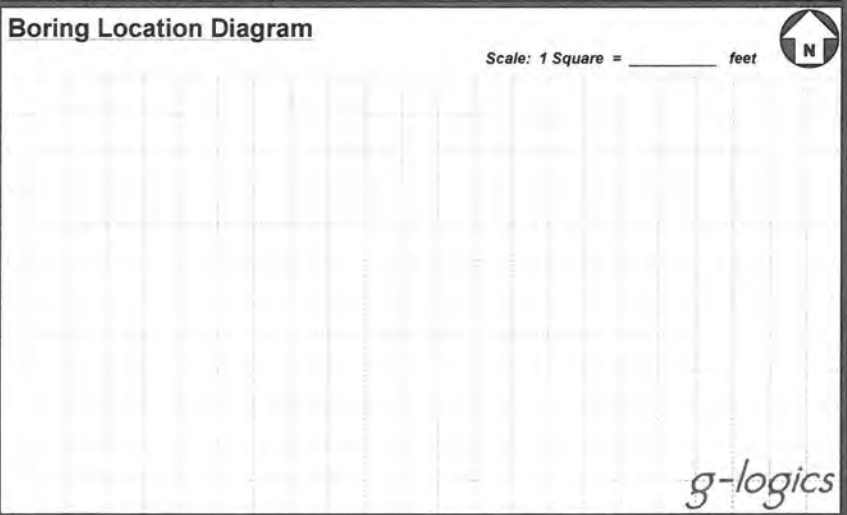 Boring Location Diagram
Scale: 1 Square = __________ feet
N
g-logics